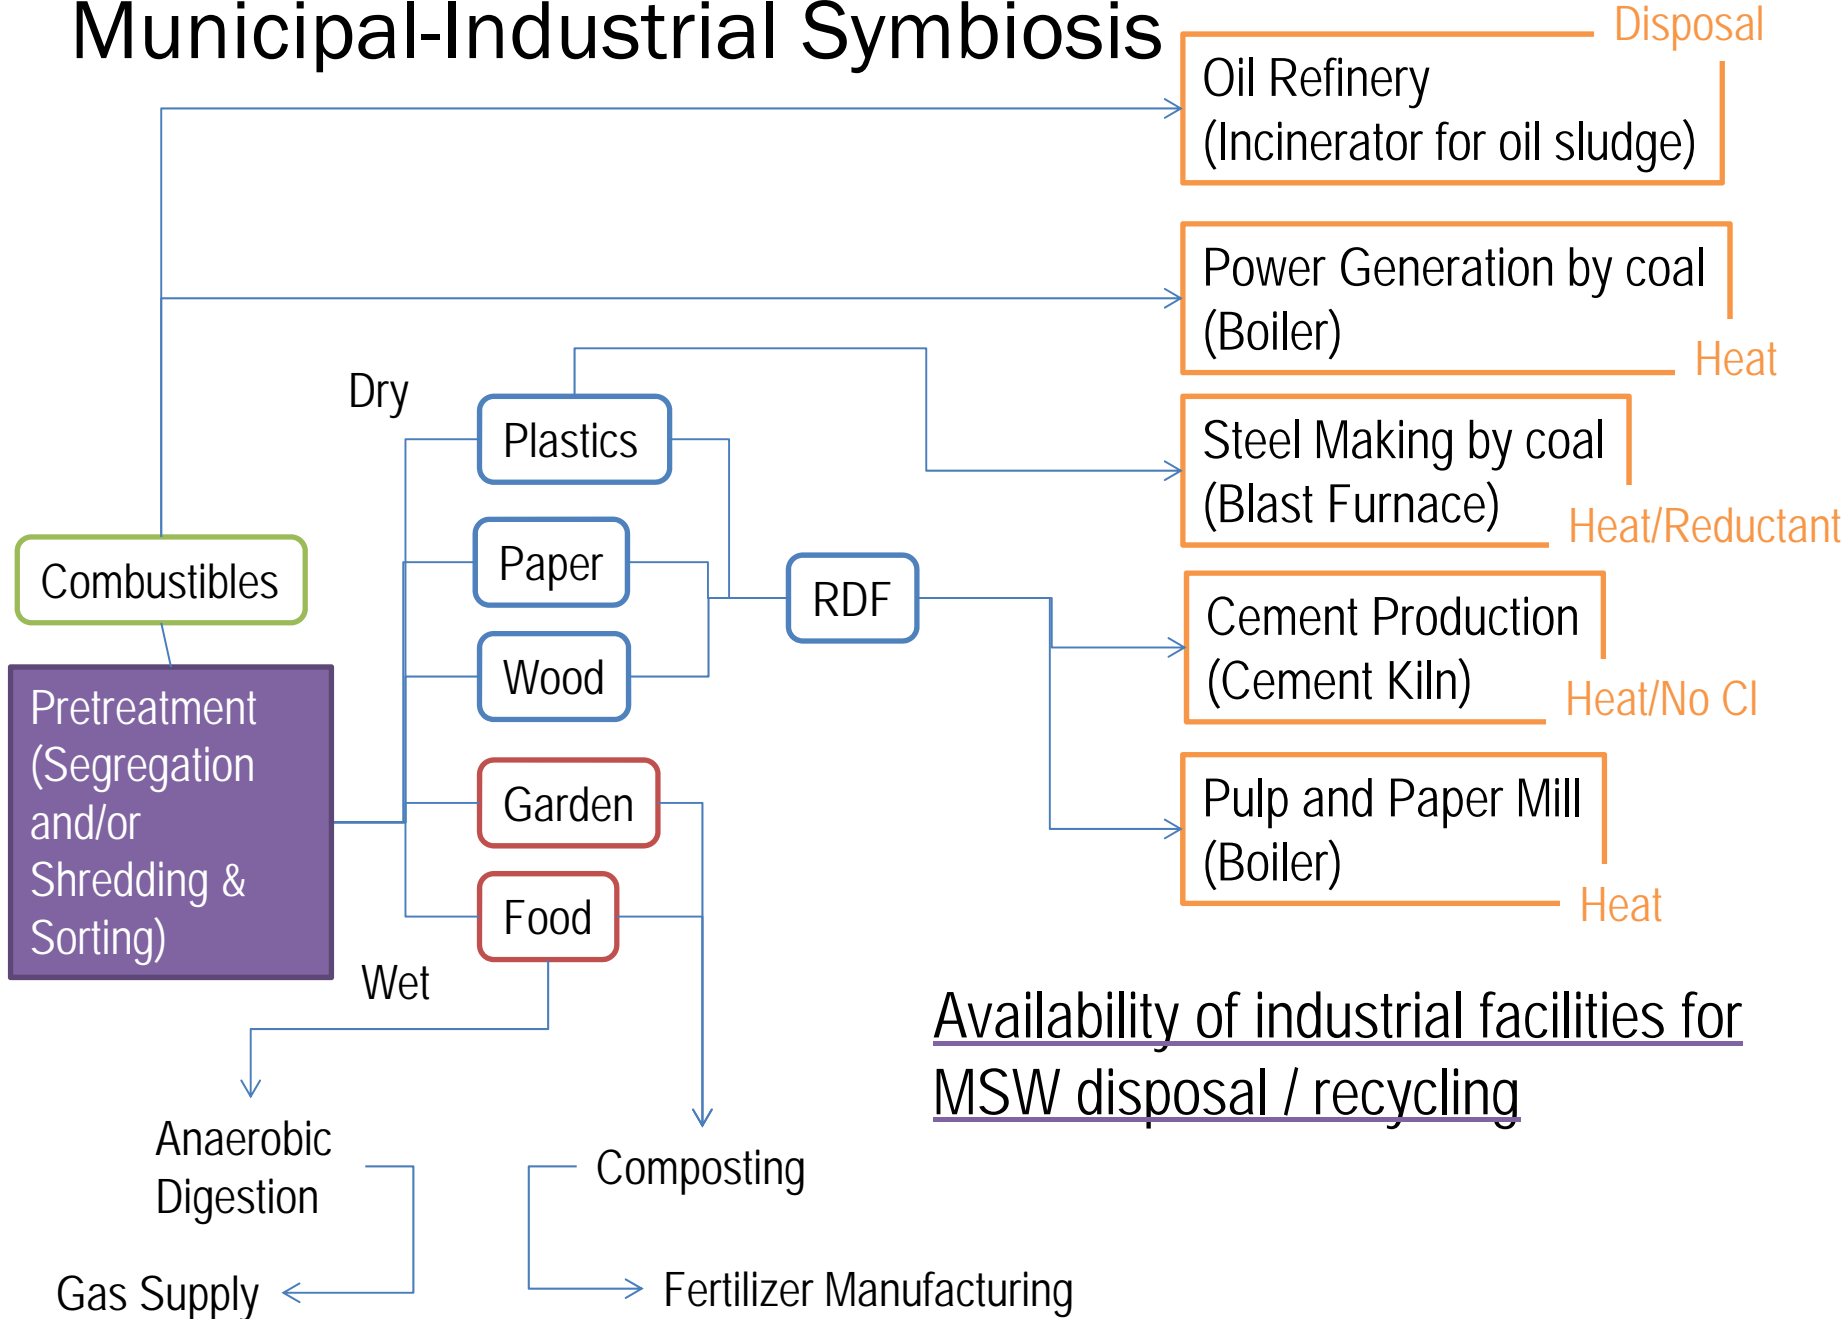 Municipal-Industrial Symbiosis
Disposal
Oil Refinery
(Incinerator for oil sludge)
Power Generation by coal
(Boiler)
Heat
Dry
Plastics
Steel Making by coal
(Blast Furnace)
Heat/Reductant
Combustibles
Paper
RDF
Wood
Cement Production
(Cement Kiln)
Heat/No Cl
Pretreatment
(Segregation
and/or
Shredding &
Sorting)
Garden
Food
Wet
Pulp and Paper Mill
(Boiler)
Heat
Availability of industrial facilities for
MSW disposal / recycling
Anaerobic
Digestion
Composting
Gas Supply
Fertilizer Manufacturing